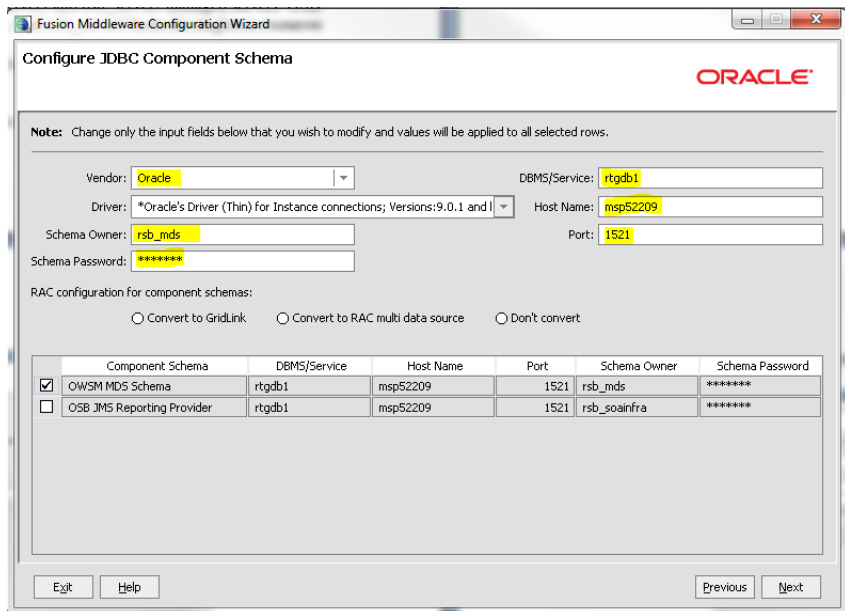 Fusion Middleware Configuration Wizard
Configure JDBC Component Schema
ORACLE
Note: Change only the input fields below that you wish to modify and values will be applied to all selected rows.
Vendor: Oracle DBMS/Service: rtgdb1
Driver: *Oracle's Driver (Thin) for Instance connections; Versions:9.0.1 and l Host Name: msp52209
Schema Owner: rsb_mds Port: 1521
Schema Password: *******
RAC configuration for component schemas:
Convert to GridLink Convert to RAC multi data source Don't convert
Component Schema DBMS/Service Host Name Port Schema Owner Schema Password
OWSM MDS Schema rtgdb1 msp52209 1521 rsb_mds *******
OSB JMS Reporting Provider rtgdb1 msp52209 1521 rsb_soainfra *******
Exit Help Previous Next